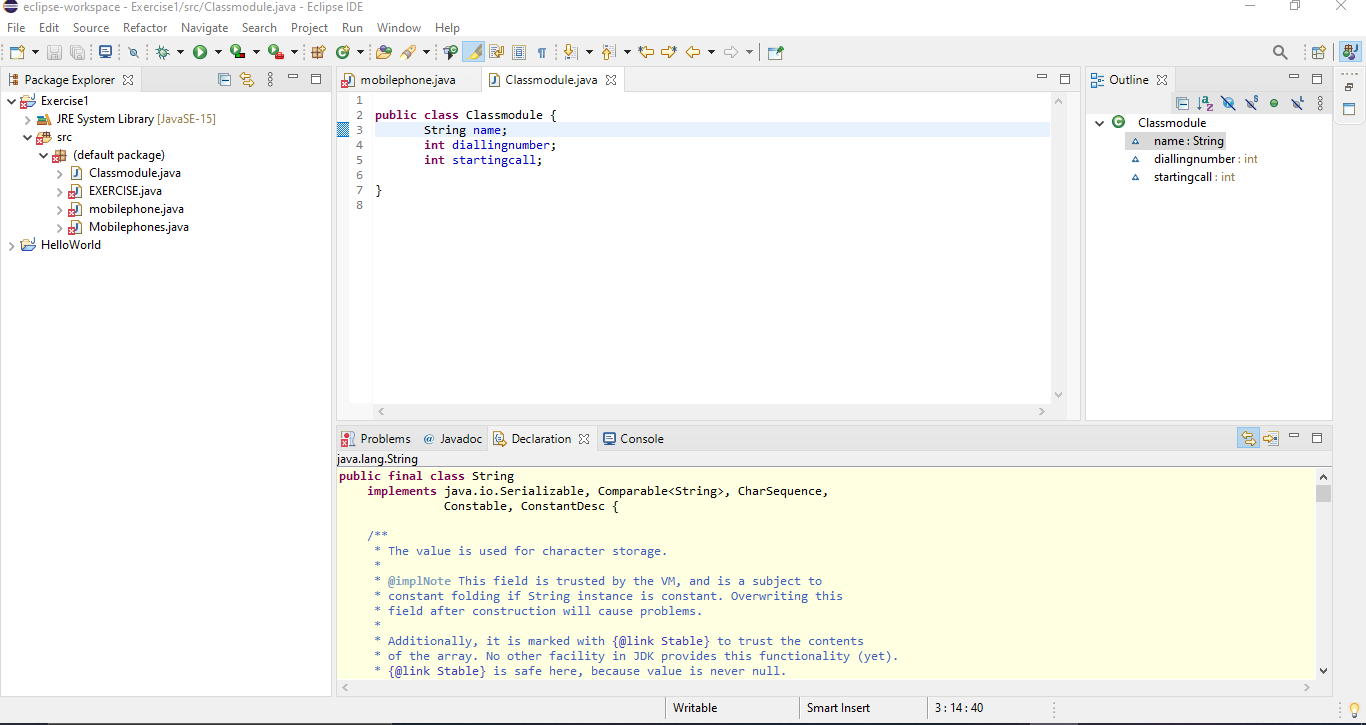 eclipse-workspace - Exercise1/src/Classmodule.java - Eclipse IDE
File Edit Source Refactor Navigate Search Project Run Window Help
Package Explorer
Exercise1
JRE System Library [JavaSE-15]
src
(default package)
Classmodule.java
EXERCISE.java
mobilephone.java
Mobilephones.java
HelloWorld
mobilephone.java Classmodule.java
1
2 public class Classmodule {
3 String name;
4 int diallingnumber;
5 int startingcall;
6
7 }
8
Outline
Classmodule
name : String
diallingnumber : int
startingcall : int
Problems @ Javadoc Declaration Console
java.lang.String
public final class String
implements java.io.Serializable, Comparable<String>, CharSequence,
Constable, ConstantDesc {
/**
* The value is used for character storage.
*
* @implNote This field is trusted by the VM, and is a subject to
* constant folding if String instance is constant. Overwriting this
* field after construction will cause problems.
*
* Additionally, it is marked with {@link Stable} to trust the contents
* of the array. No other facility in JDK provides this functionality (yet).
* {@link Stable} is safe here, because value is never null.
Writable Smart Insert 3 : 14 : 40